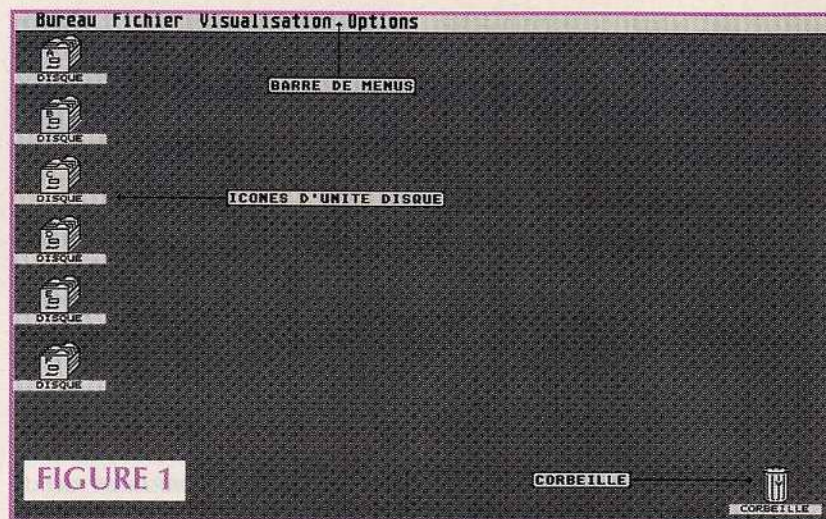 Bureau Fichier Visualisation Options
A
DISQUE
BARRE DE MENUS
B
DISQUE
C
DISQUE
ICONES D'UNITE DISQUE
D
DISQUE
E
DISQUE
F
DISQUE
FIGURE 1
CORBEILLE
CORBEILLE